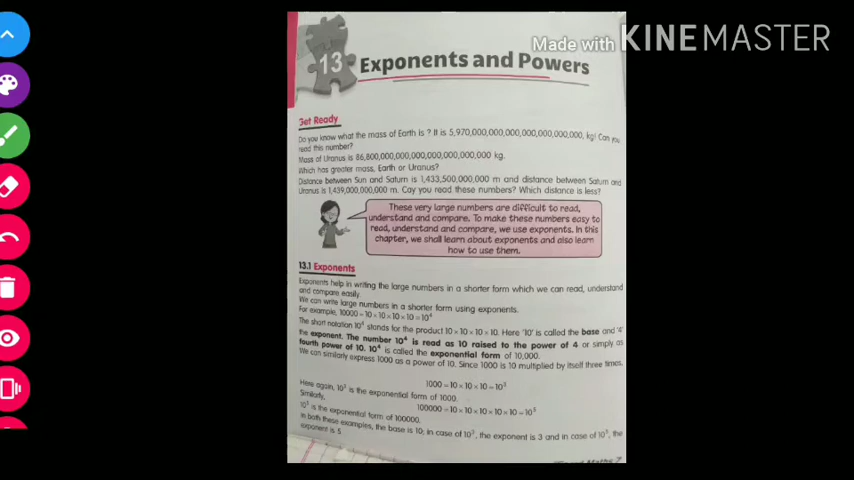 Made with KINEMASTER
13 Exponents and Powers
Get Ready
Do you know what the mass of Earth is ? It is 5,970,000,000,000,000,000,000,000, kg! Can you
read this number?
Mass of Uranus is 86,800,000,000,000,000,000,000,000 kg.
Which has greater mass, Earth or Uranus?
Distance between Sun and Saturn is 1,433,500,000,000 m and distance between Saturn and
Uranus is 1,439,000,000,000 m. Cay you read these numbers? Which distance is less?
These very large numbers are difficult to read,
understand and compare. To make these numbers easy to
read, understand and compare, we use exponents. In this
chapter, we shall learn about exponents and also learn
how to use them.
13.1 Exponents
Exponents help in writing the large numbers in a shorter form which we can read, understand
and compare easily.
We can write large numbers in a shorter form using exponents.
For example, 10000 = 10 × 10 × 10 × 10 = 10⁴
The short notation 10⁴ stands for the product 10 × 10 × 10 × 10. Here '10' is called the base and '4'
the exponent. The number 10⁴ is read as 10 raised to the power of 4 or simply as
fourth power of 10. 10⁴ is called the exponential form of 10,000.
We can similarly express 1000 as a power of 10. Since 1000 is 10 multiplied by itself three times,
1000 = 10 × 10 × 10 = 10³
Here again, 10³ is the exponential form of 1000.
Similarly,
100000 = 10 × 10 × 10 × 10 × 10 = 10⁵
10⁵ is the exponential form of 100000.
In both these examples, the base is 10; in case of 10³, the exponent is 3 and in case of 10⁵, the
exponent is 5.